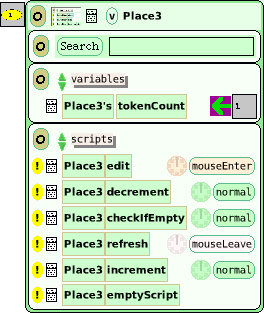 1 v Place3
Search
variables
Place3's tokenCount 1
scripts
! Place3 edit mouseEnter
! Place3 decrement normal
! Place3 checkIfEmpty normal
! Place3 refresh mouseLeave
! Place3 increment normal
! Place3 emptyScript